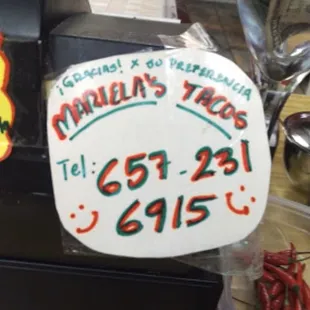 ¡GRACIAS! X SU PREFERENCIA
MARIELA'S TACOS
Tel: 657-231
6915